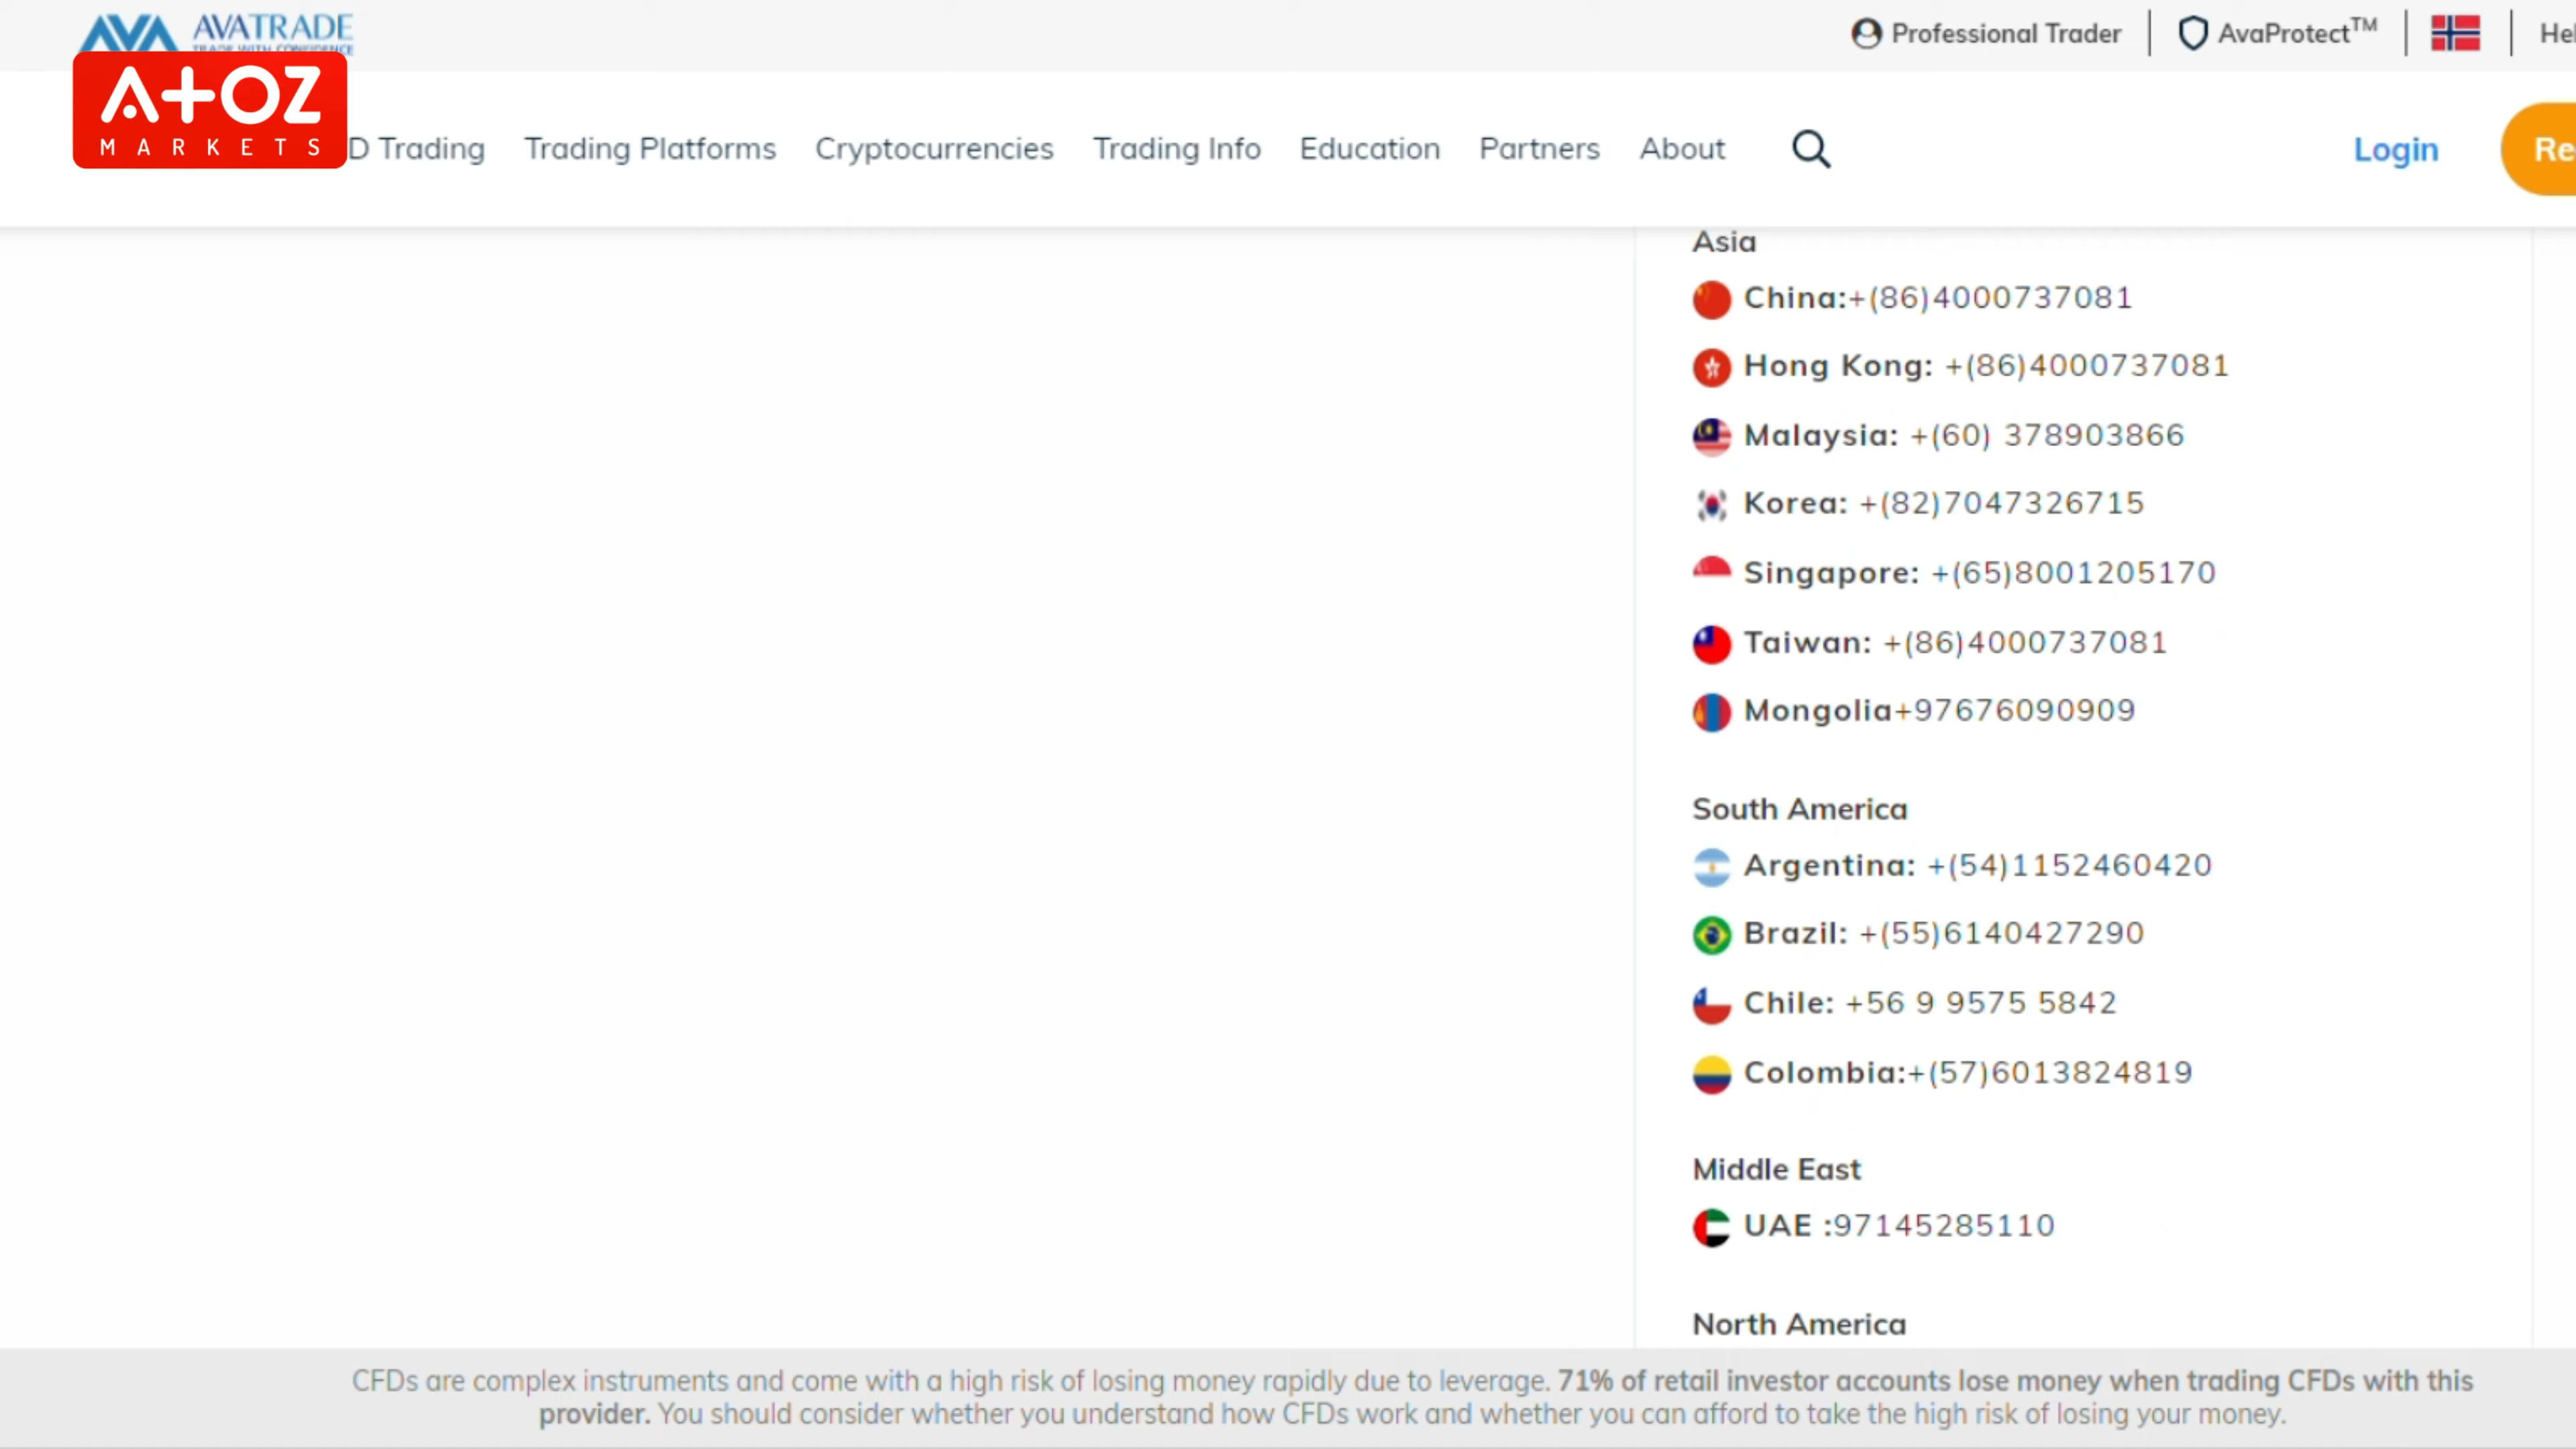 AVATRADE
TRADE WITH CONFIDENCE
Professional Trader
AvaProtect™
A+OZ
MARKETS
D Trading
Trading Platforms
Cryptocurrencies
Trading Info
Education
Partners
About
Login
Asia
China:+(86)4000737081
Hong Kong: +(86)4000737081
Malaysia: +(60) 378903866
Korea: +(82)7047326715
Singapore: +(65)8001205170
Taiwan: +(86)4000737081
Mongolia+97676090909
South America
Argentina: +(54)1152460420
Brazil: +(55)6140427290
Chile: +56 9 9575 5842
Colombia:+(57)6013824819
Middle East
UAE :97145285110
North America
CFDs are complex instruments and come with a high risk of losing money rapidly due to leverage. 71% of retail investor accounts lose money when trading CFDs with this
provider. You should consider whether you understand how CFDs work and whether you can afford to take the high risk of losing your money.